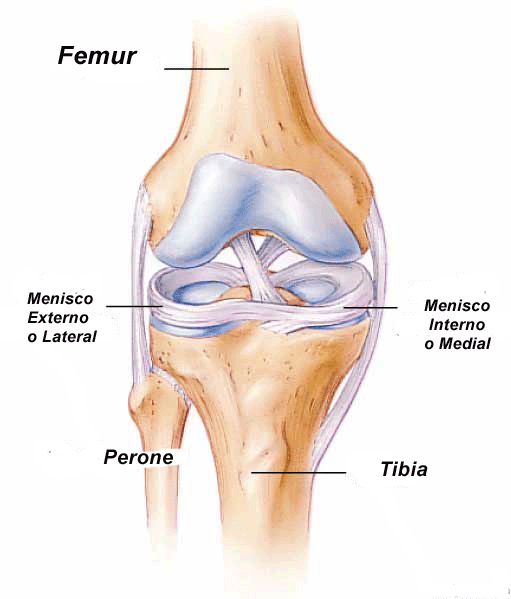 Femur
Menisco
Externo
o Lateral
Menisco
Interno
o Medial
Perone
Tibia